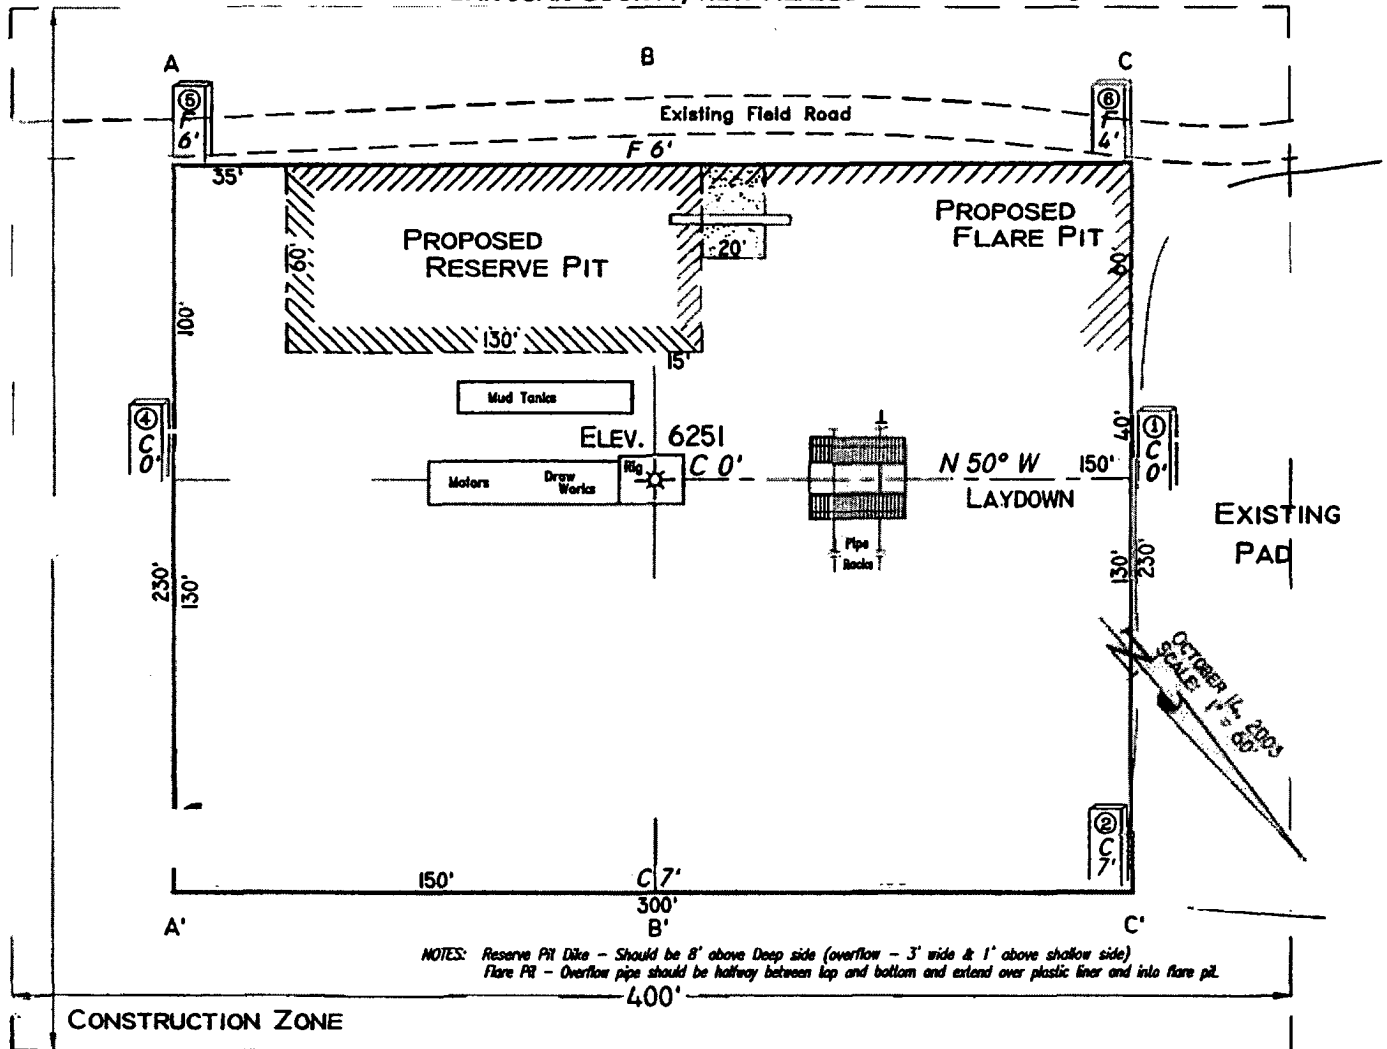 A
B
C
⑤
F
6'
Existing Field Road
⑥
F
4'
F 6'
35'
PROPOSED
RESERVE PIT
PROPOSED
FLARE PIT
60'
20'
60'
100'
130'
15'
Mud Tanks
④
C
0'
ELEV. 6251
Rig
C 0'
Motors
Draw
Works
N 50° W
150'
LAYDOWN
40'
①
C
0'
EXISTING
PAD
Pipe
Racks
230'
130'
130'
230'
OCTOBER 14, 2003
SCALE: 1" = 60'
②
C
7'
150'
C 7'
300'
A'
B'
C'
NOTES: Reserve Pit Dike - Should be 8' above Deep side (overflow - 3' wide & 1' above shallow side)
Flare Pit - Overflow pipe should be halfway between top and bottom and extend over plastic liner and into flare pit.
400'
CONSTRUCTION ZONE